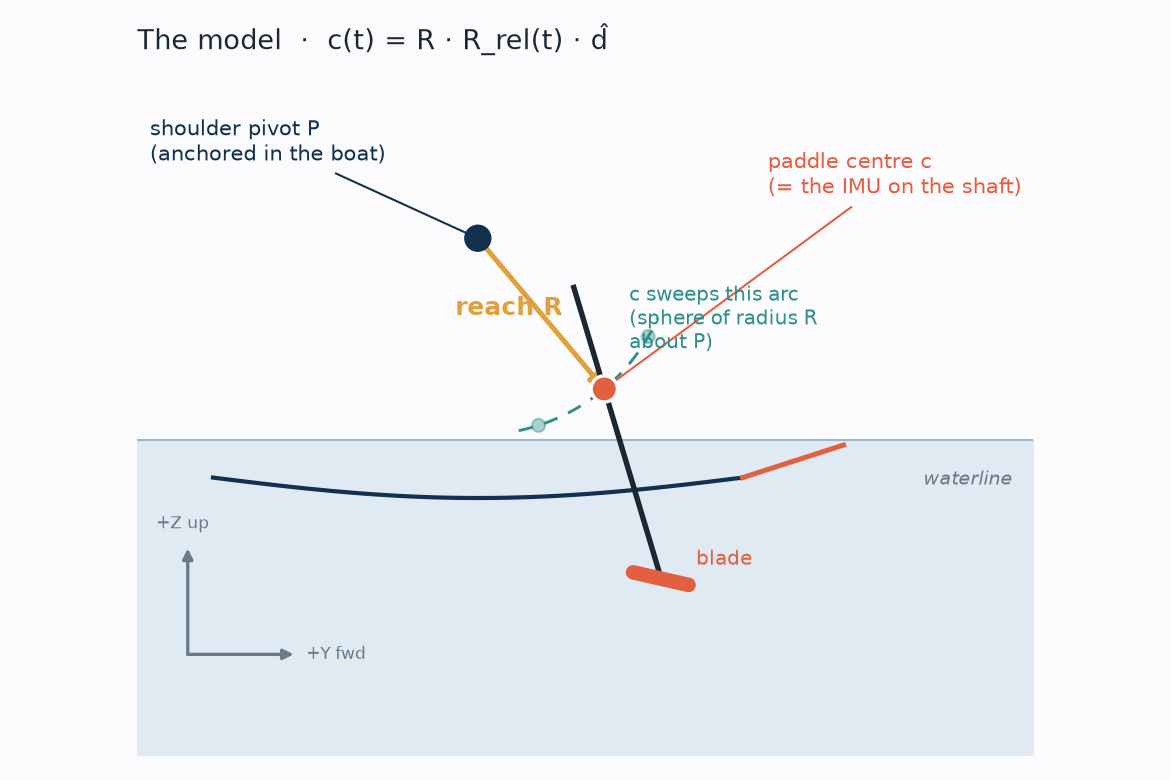 The model · c(t) = R · R_rel(t) · d̂
shoulder pivot P
(anchored in the boat)
paddle centre c
(= the IMU on the shaft)
reach R
c sweeps this arc
(sphere of radius R
about P)
waterline
+Z up
blade
+Y fwd